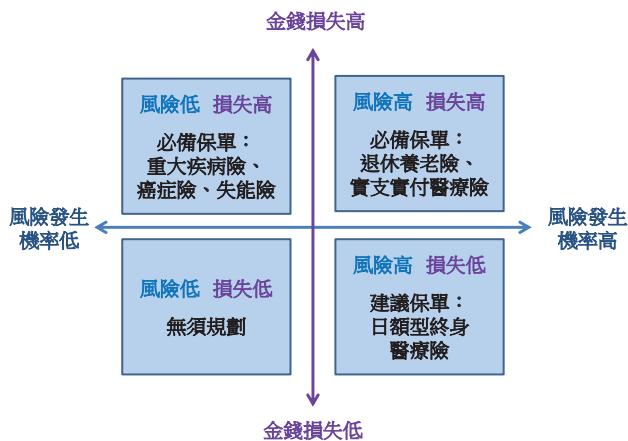 金錢損失高
風險低 損失高
必備保單：
重大疾病險、
癌症險、失能險
風險高 損失高
必備保單：
退休養老險、
實支實付醫療險
風險發生
機率低
風險發生
機率高
風險低 損失低
無須規劃
風險高 損失低
建議保單：
日額型終身
醫療險
金錢損失低